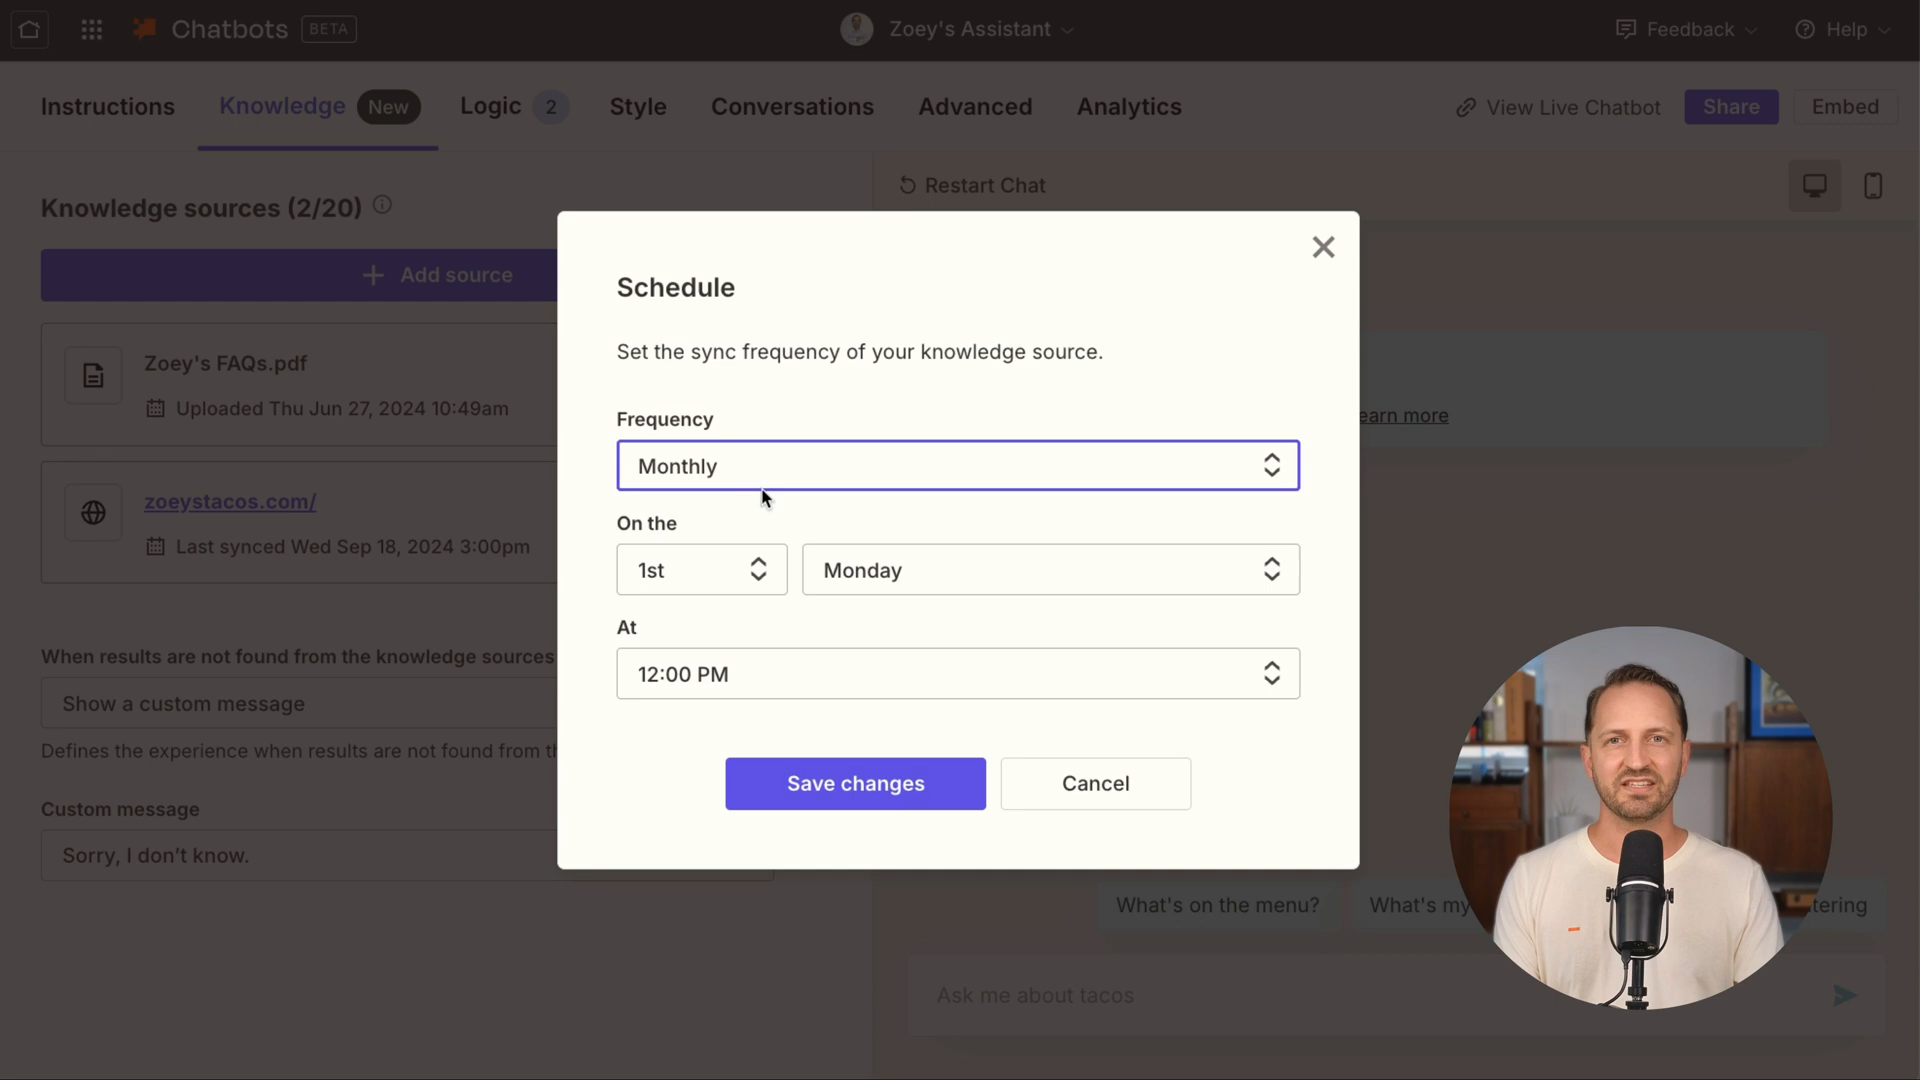 Chatbots BETA
Zoey's Assistant
Feedback
Help
Instructions
Knowledge New
Logic 2
Style
Conversations
Advanced
Analytics
View Live Chatbot
Share
Embed
Knowledge sources (2/20)
Restart Chat
+ Add source
Zoey's FAQs.pdf
Uploaded Thu Jun 27, 2024 10:49am
zoeystacos.com/
Last synced Wed Sep 18, 2024 3:00pm
When results are not found from the knowledge sources
Show a custom message
Defines the experience when results are not found from
Custom message
Sorry, I don't know.
Schedule
Set the sync frequency of your knowledge source.
Frequency
Monthly
On the
1st
Monday
At
12:00 PM
Save changes
Cancel
earn more
What's on the menu?
What's my
tering
Ask me about tacos